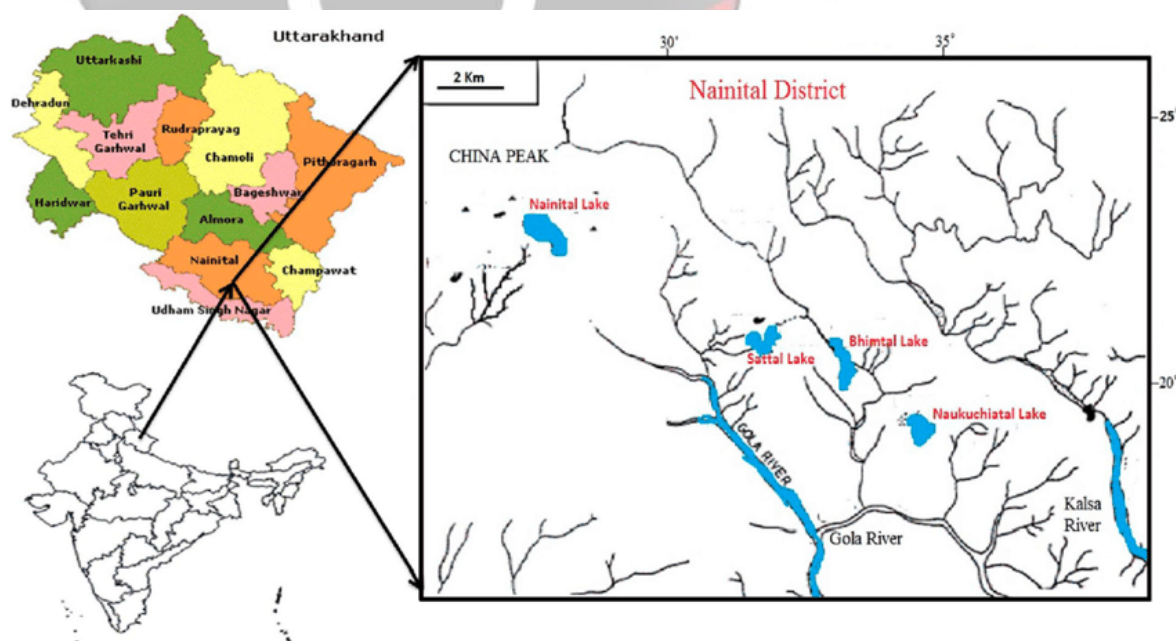 Uttarakhand
Uttarkashi
Dehradun
Tehri
Garhwal
Rudraprayag
Chamoli
Pithoragarh
Haridwar
Pauri
Garhwal
Bageshwar
Almora
Nainital
Champawat
Udham Singh Nagar
30'
35'
2 Km
Nainital District
25'
CHINA PEAK
Nainital Lake
Sattal Lake
Bhimtal Lake
20'
Naukuchiatal Lake
GOLA RIVER
Gola River
Kalsa
River